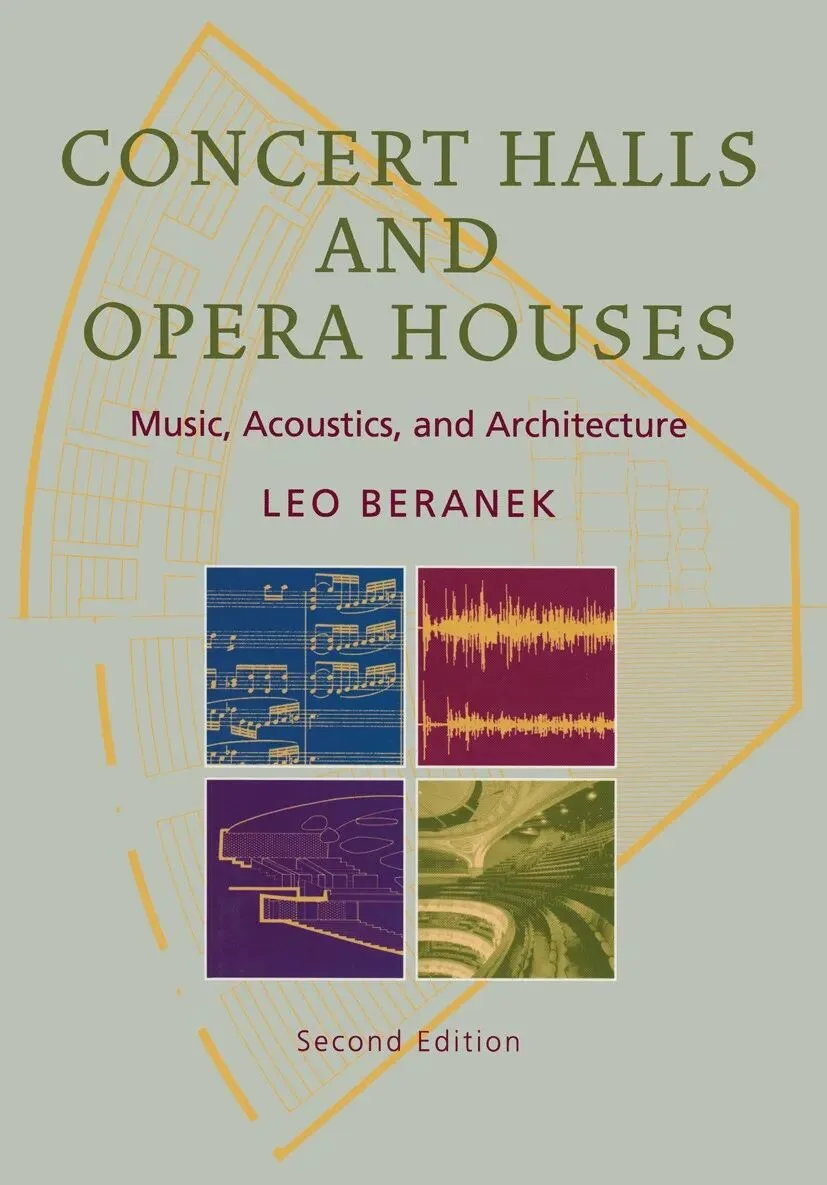 CONCERT HALLS
AND
OPERA HOUSES
Music, Acoustics, and Architecture
LEO BERANEK
Second Edition